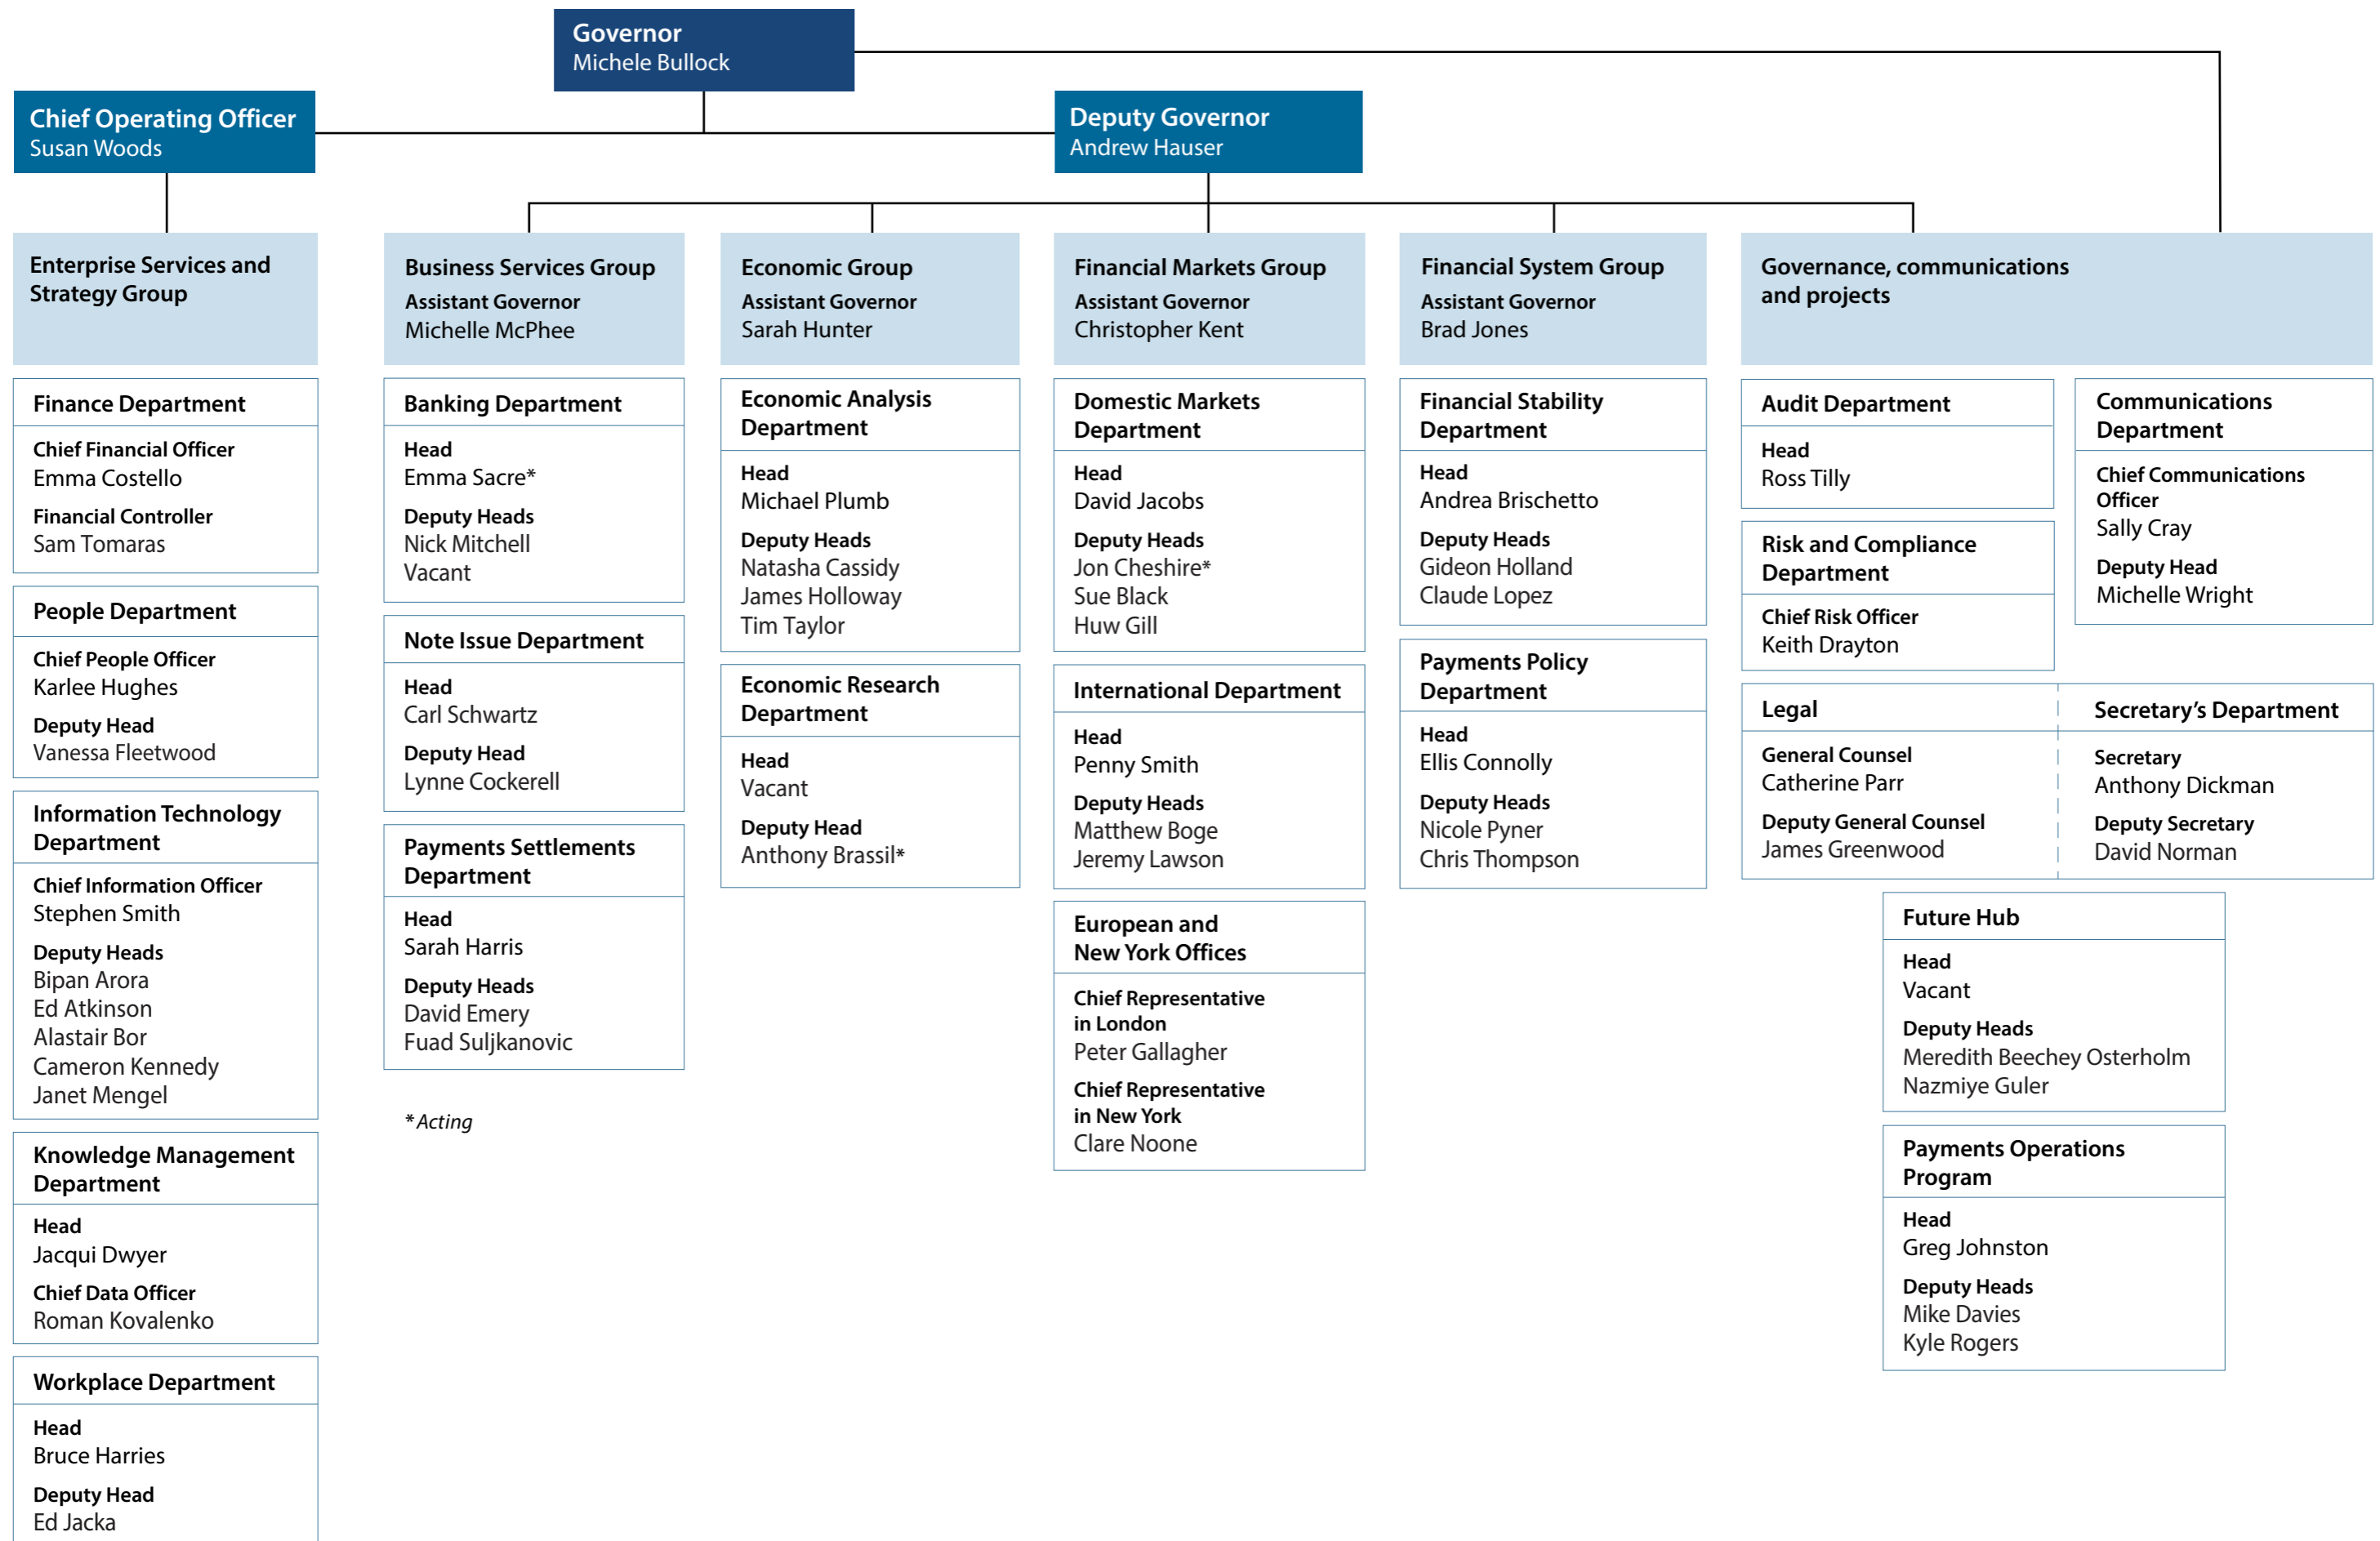 Governor
Michele Bullock
Chief Operating Officer
Susan Woods
Deputy Governor
Andrew Hauser
Enterprise Services and
Strategy Group
Finance Department
Chief Financial Officer
Emma Costello
Financial Controller
Sam Tomaras
People Department
Chief People Officer
Karlee Hughes
Deputy Head
Vanessa Fleetwood
Information Technology
Department
Chief Information Officer
Stephen Smith
Deputy Heads
Bipan Arora
Ed Atkinson
Alastair Bor
Cameron Kennedy
Janet Mengel
Knowledge Management
Department
Head
Jacqui Dwyer
Chief Data Officer
Roman Kovalenko
Workplace Department
Head
Bruce Harries
Deputy Head
Ed Jacka
Business Services Group
Assistant Governor
Michelle McPhee
Banking Department
Head
Emma Sacre*
Deputy Heads
Nick Mitchell
Vacant
Note Issue Department
Head
Carl Schwartz
Deputy Head
Lynne Cockerell
Payments Settlements
Department
Head
Sarah Harris
Deputy Heads
David Emery
Fuad Suljkanovic
* Acting
Economic Group
Assistant Governor
Sarah Hunter
Economic Analysis
Department
Head
Michael Plumb
Deputy Heads
Natasha Cassidy
James Holloway
Tim Taylor
Economic Research
Department
Head
Vacant
Deputy Head
Anthony Brassil*
Financial Markets Group
Assistant Governor
Christopher Kent
Domestic Markets
Department
Head
David Jacobs
Deputy Heads
Jon Cheshire*
Sue Black
Huw Gill
International Department
Head
Penny Smith
Deputy Heads
Matthew Boge
Jeremy Lawson
European and
New York Offices
Chief Representative
in London
Peter Gallagher
Chief Representative
in New York
Clare Noone
Financial System Group
Assistant Governor
Brad Jones
Financial Stability
Department
Head
Andrea Brischetto
Deputy Heads
Gideon Holland
Claude Lopez
Payments Policy
Department
Head
Ellis Connolly
Deputy Heads
Nicole Pyner
Chris Thompson
Governance, communications
and projects
Audit Department
Head
Ross Tilly
Risk and Compliance
Department
Chief Risk Officer
Keith Drayton
Communications
Department
Chief Communications
Officer
Sally Cray
Deputy Head
Michelle Wright
Legal
General Counsel
Catherine Parr
Deputy General Counsel
James Greenwood
Secretary’s Department
Secretary
Anthony Dickman
Deputy Secretary
David Norman
Future Hub
Head
Vacant
Deputy Heads
Meredith Beechey Osterholm
Nazmiye Guler
Payments Operations
Program
Head
Greg Johnston
Deputy Heads
Mike Davies
Kyle Rogers